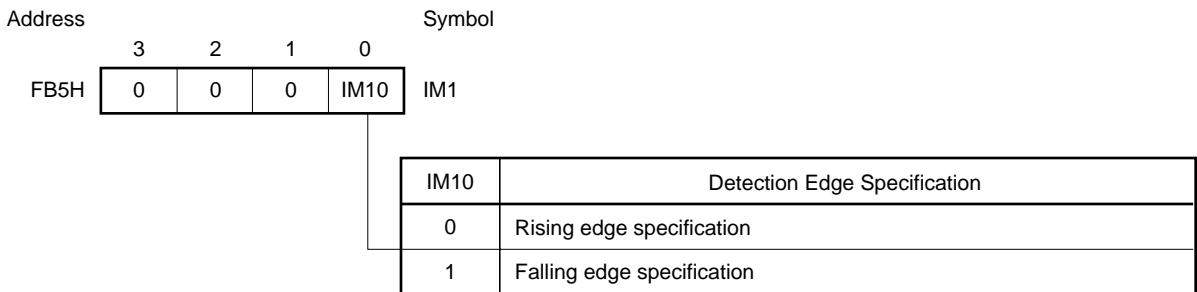 Address Symbol
3 2 1 0
FB5H 0 0 0 IM10 IM1
IM10 Detection Edge Specification
0 Rising edge specification
1 Falling edge specification